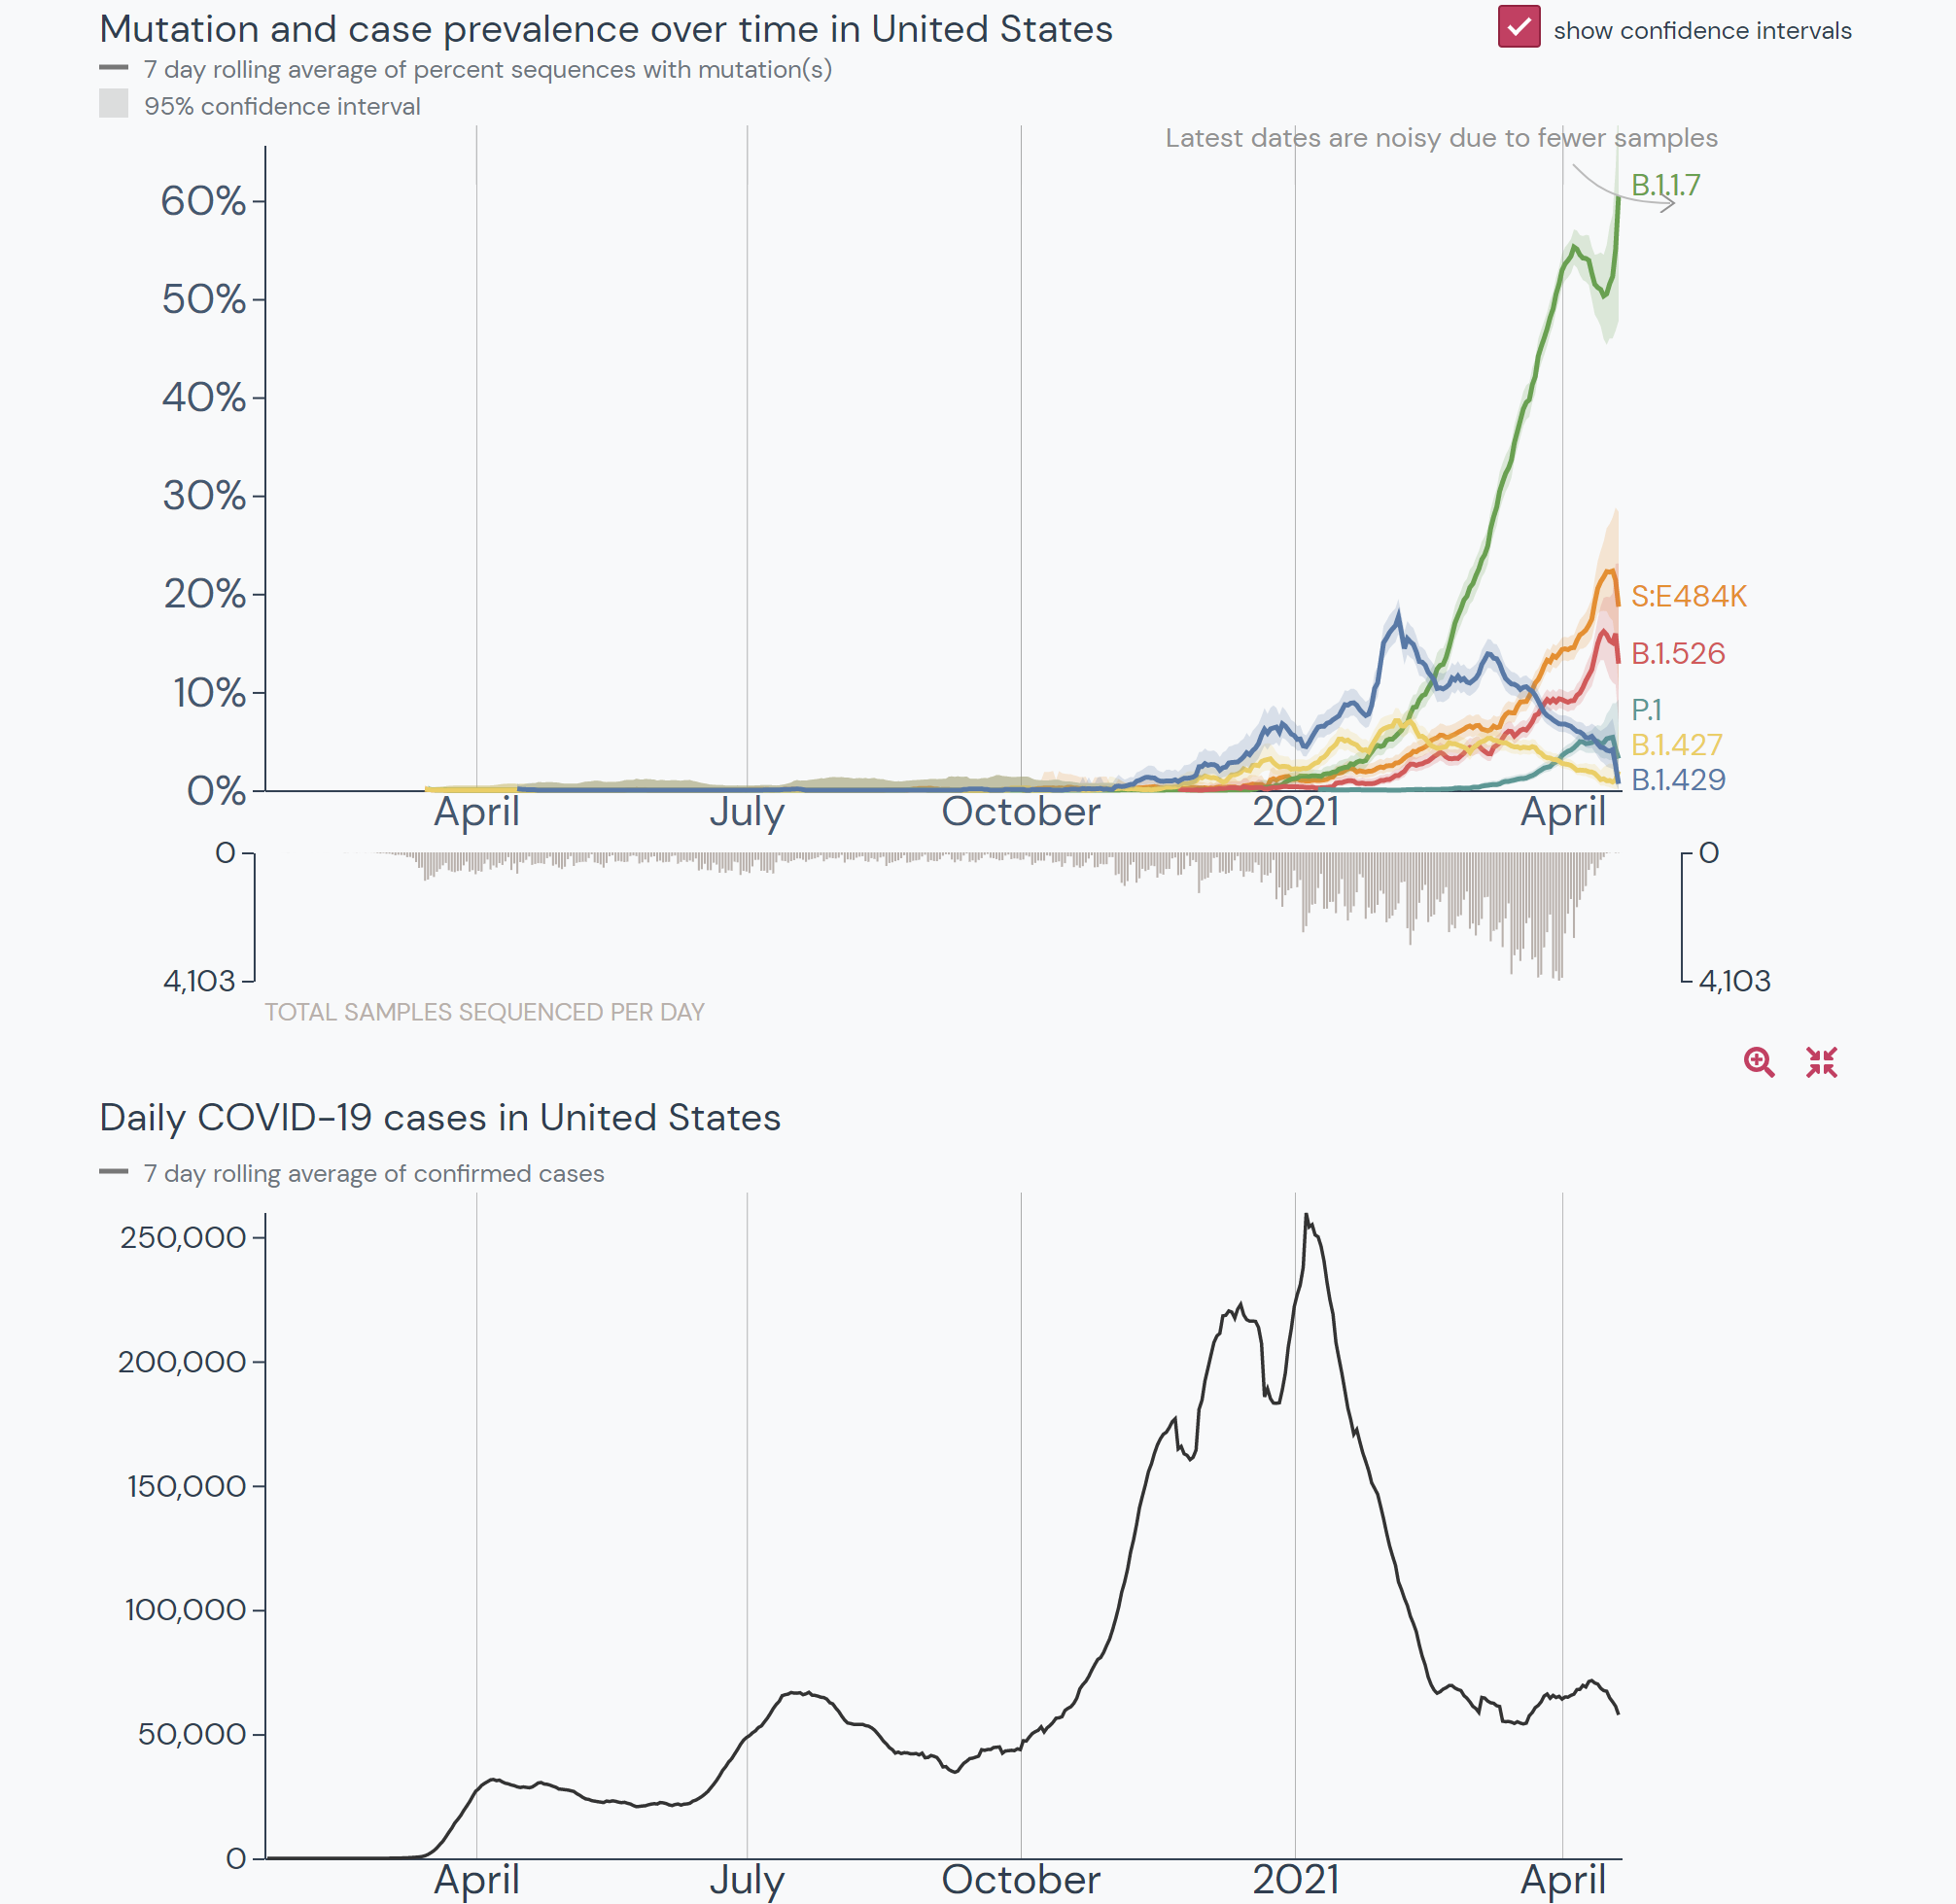 Mutation and case prevalence over time in United States
show confidence intervals
7 day rolling average of percent sequences with mutation(s)
95% confidence interval
Latest dates are noisy due to fewer samples
60%
50%
40%
30%
20%
10%
0%
B.1.1.7
S:E484K
B.1.526
P.1
B.1.427
B.1.429
April
July
October
2021
April
0
4,103
0
4,103
TOTAL SAMPLES SEQUENCED PER DAY
Daily COVID-19 cases in United States
7 day rolling average of confirmed cases
250,000
200,000
150,000
100,000
50,000
0
April
July
October
2021
April